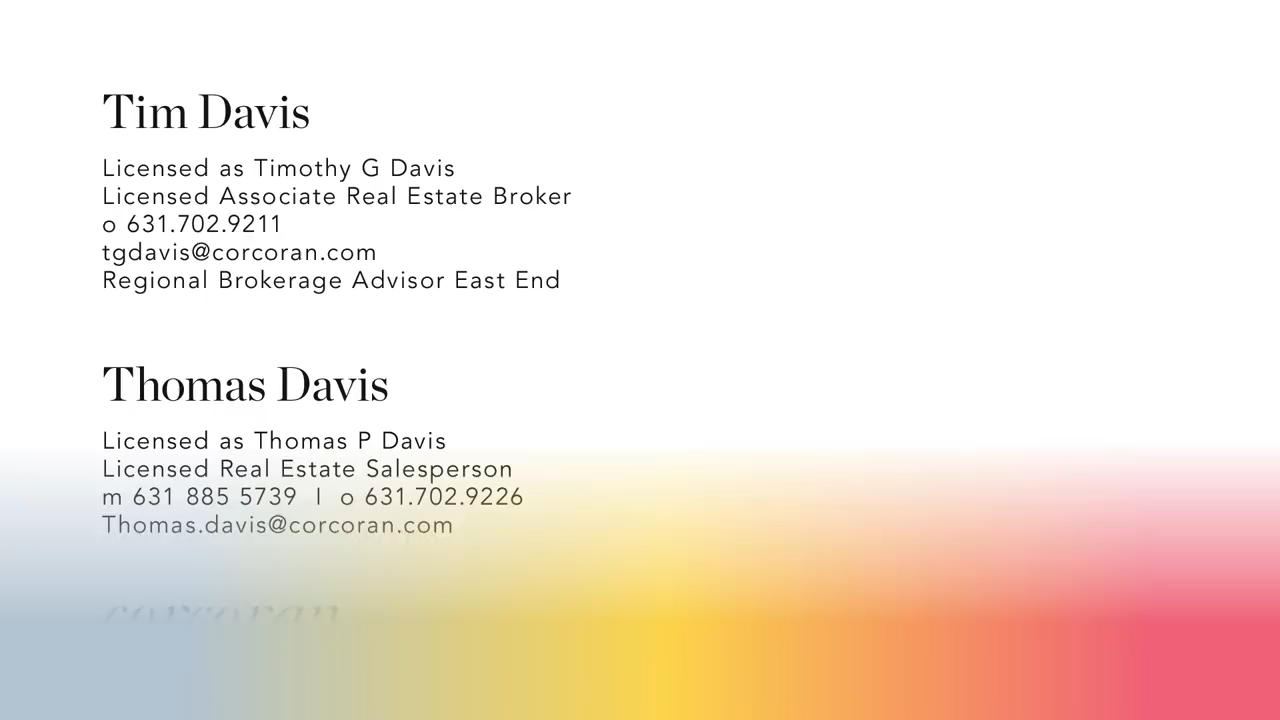 Tim Davis
Licensed as Timothy G Davis
Licensed Associate Real Estate Broker
o 631.702.9211
tgdavis@corcoran.com
Regional Brokerage Advisor East End
Thomas Davis
Licensed as Thomas P Davis
Licensed Real Estate Salesperson
m 631 885 5739 | o 631.702.9226
Thomas.davis@corcoran.com
corcoran